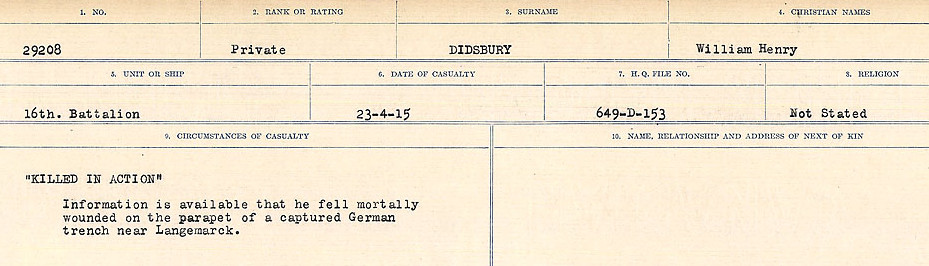 1. NO. 2. RANK OR RATING 3. SURNAME 4. CHRISTIAN NAMES
29208 Private DIDSBURY William Henry
5. UNIT OR SHIP 6. DATE OF CASUALTY 7. H. Q. FILE NO. 8. RELIGION
16th. Battalion 23-4-15 649-D-153 Not Stated
9. CIRCUMSTANCES OF CASUALTY 10. NAME, RELATIONSHIP AND ADDRESS OF NEXT OF KIN
"KILLED IN ACTION"
Information is available that he fell mortally
wounded on the parapet of a captured German
trench near Langemarck.